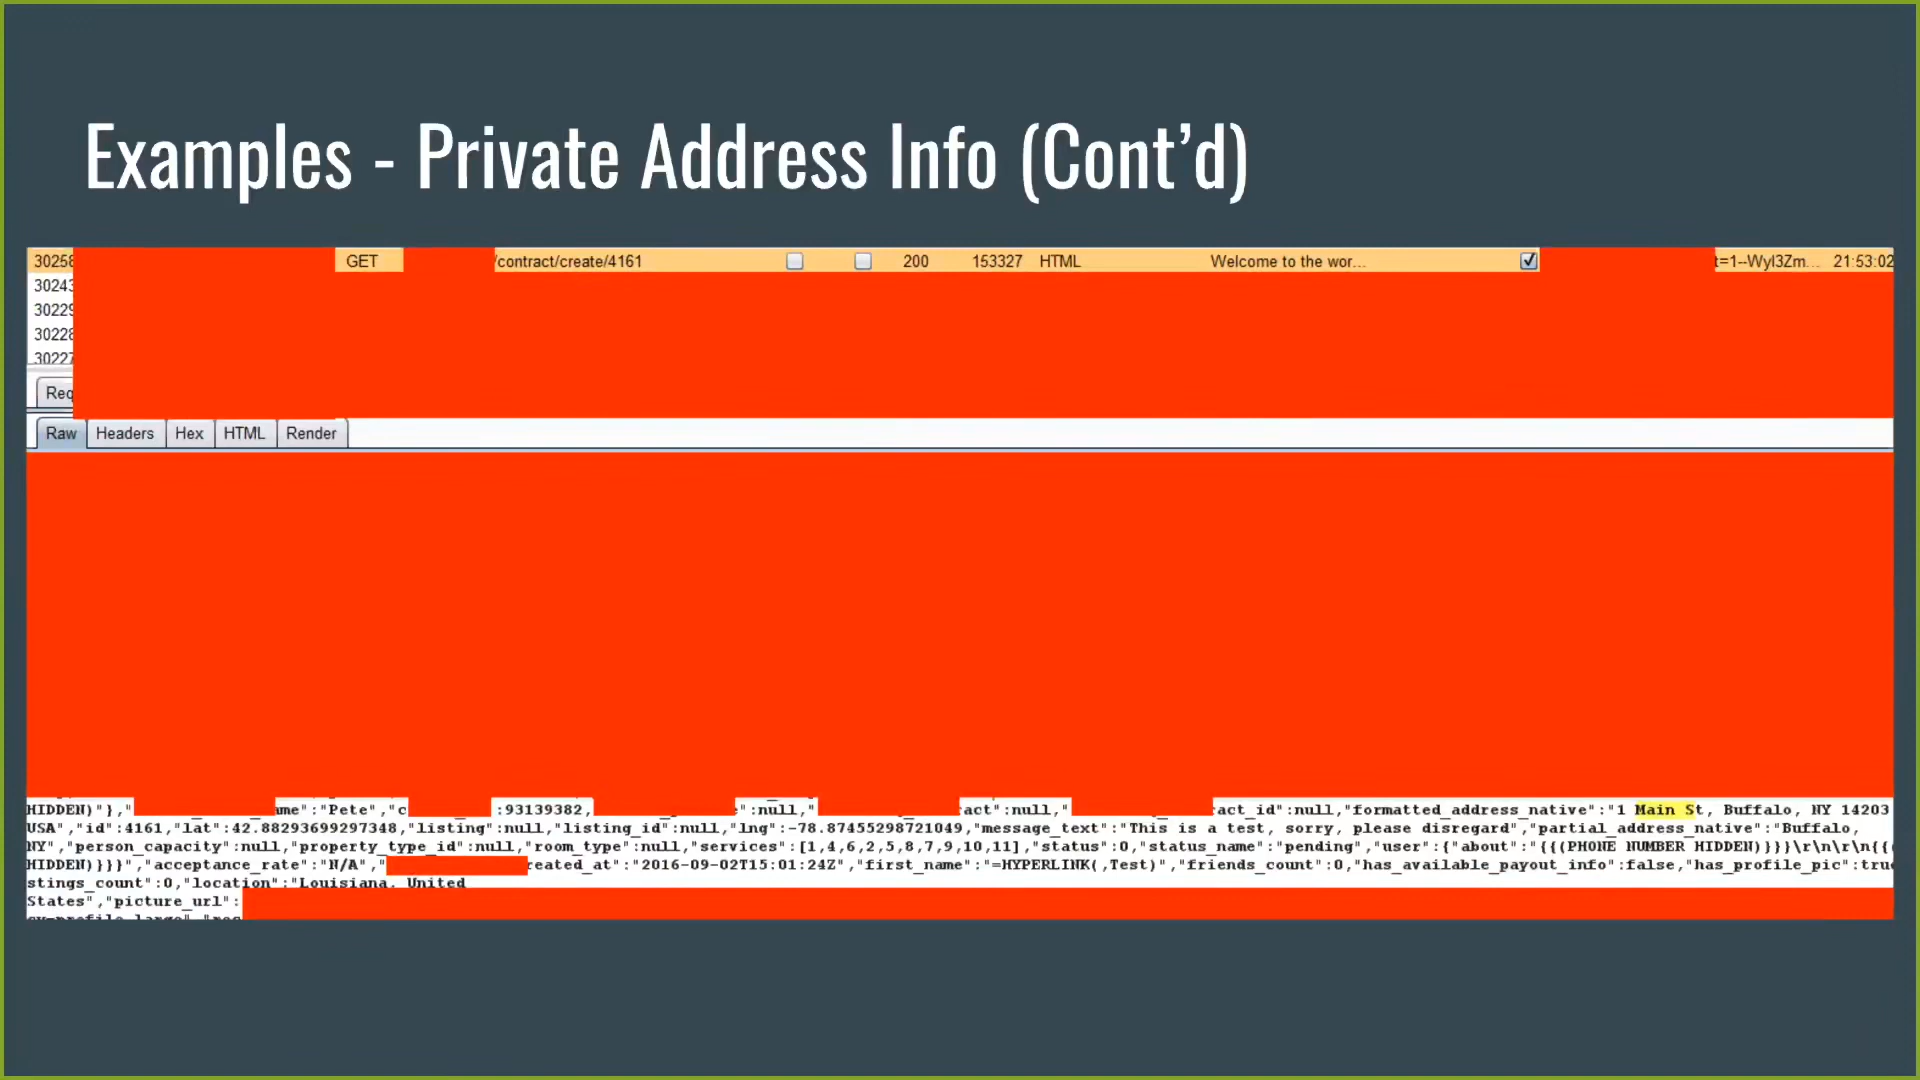 Examples - Private Address Info (Cont’d)
30258 GET /contract/create/4161 200 153327 HTML Welcome to the wor... t=1--Wyl3Zm... 21:53:02
30243
30229
30228
30227
Req
Raw Headers Hex HTML Render
HIDDEN)"}," ame":"Pete","c :93139382, ":null," act":null," act_id":null,"formatted_address_native":"1 Main St, Buffalo, NY 14203
USA","id":4161,"lat":42.88293699297348,"listing":null,"listing_id":null,"lng":-78.87455298721049,"message_text":"This is a test, sorry, please disregard","partial_address_native":"Buffalo,
NY","person_capacity":null,"property_type_id":null,"room_type":null,"services":[1,4,6,2,5,8,7,9,10,11],"status":0,"status_name":"pending","user":{"about":"{{(PHONE NUMBER HIDDEN)}}}\r\n\r\n{{(
HIDDEN)}}}","acceptance_rate":"N/A"," reated_at":"2016-09-02T15:01:24Z","first_name":"=HYPERLINK(,Test)","friends_count":0,"has_available_payout_info":false,"has_profile_pic":true
stings_count":0,"location":"Louisiana, United
States","picture_url":